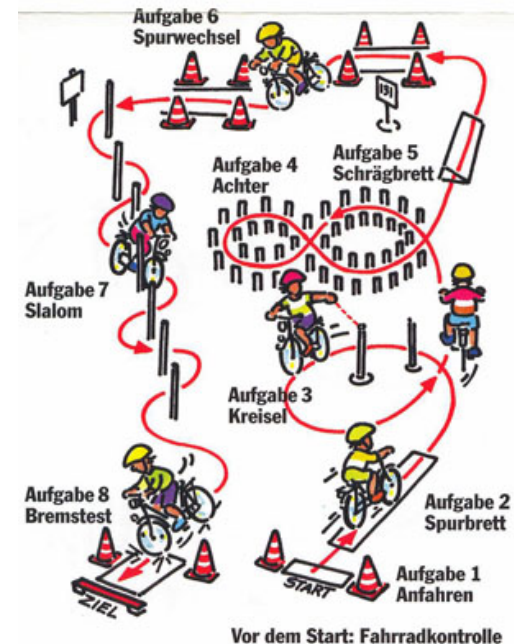 Aufgabe 6
Spurwechsel
191
Aufgabe 4
Achter
Aufgabe 5
Schrägbrett
Aufgabe 7
Slalom
Aufgabe 3
Kreisel
Aufgabe 8
Bremstest
Aufgabe 2
Spurbrett
START
Aufgabe 1
Anfahren
ZIEL
Vor dem Start: Fahrradkontrolle